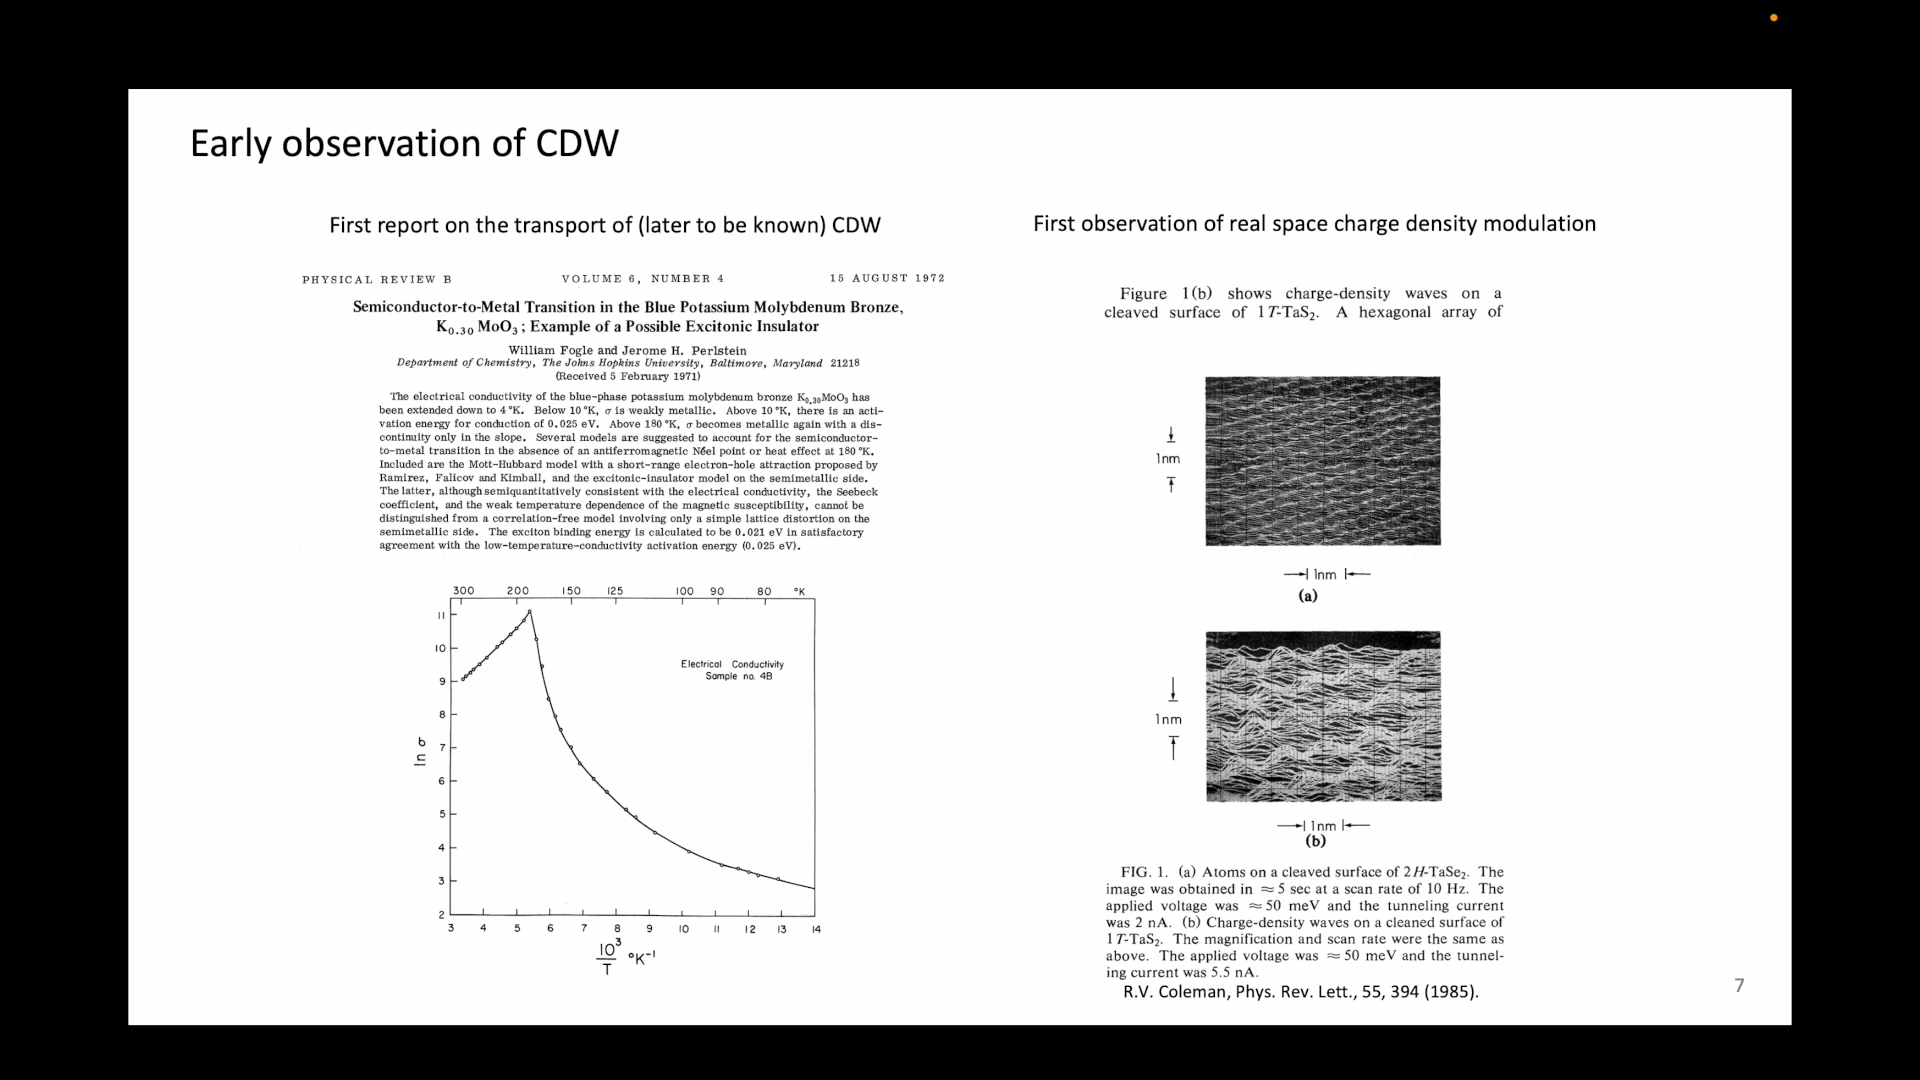 Early observation of CDW
First report on the transport of (later to be known) CDW
PHYSICAL REVIEW B VOLUME 6, NUMBER 4 15 AUGUST 1972
Semiconductor-to-Metal Transition in the Blue Potassium Molybdenum Bronze,
K0.30 MoO3; Example of a Possible Excitonic Insulator
William Fogle and Jerome H. Perlstein
Department of Chemistry, The Johns Hopkins University, Baltimore, Maryland 21218
(Received 5 February 1971)
The electrical conductivity of the blue-phase potassium molybdenum bronze K0.30MoO3 has
been extended down to 4 °K. Below 10 °K, σ is weakly metallic. Above 10 °K, there is an acti-
vation energy for conduction of 0.025 eV. Above 180 °K, σ becomes metallic again with a dis-
continuity only in the slope. Several models are suggested to account for the semiconductor-
to-metal transition in the absence of an antiferromagnetic Néel point or heat effect at 180 °K.
Included are the Mott-Hubbard model with a short-range electron-hole attraction proposed by
Ramirez, Falicov and Kimball, and the excitonic-insulator model on the semimetallic side.
The latter, although semiquantitatively consistent with the electrical conductivity, the Seebeck
coefficient, and the weak temperature dependence of the magnetic susceptibility, cannot be
distinguished from a correlation-free model involving only a simple lattice distortion on the
semimetallic side. The exciton binding energy is calculated to be 0.021 eV in satisfactory
agreement with the low-temperature-conductivity activation energy (0.025 eV).
300 200 150 125 100 90 80 °K
11
10
9
8
7
6
5
4
3
2
ln σ
Electrical Conductivity
Sample no. 4B
3 4 5 6 7 8 9 10 11 12 13 14
10³
T
°K⁻¹
First observation of real space charge density modulation
Figure 1(b) shows charge-density waves on a
cleaved surface of 1T-TaS2. A hexagonal array of
1nm
1nm
(a)
1nm
1nm
(b)
FIG. 1. (a) Atoms on a cleaved surface of 2H-TaSe2. The
image was obtained in ≈ 5 sec at a scan rate of 10 Hz. The
applied voltage was ≈ 50 meV and the tunneling current
was 2 nA. (b) Charge-density waves on a cleaned surface of
1T-TaS2. The magnification and scan rate were the same as
above. The applied voltage was ≈ 50 meV and the tunnel-
ing current was 5.5 nA.
R.V. Coleman, Phys. Rev. Lett., 55, 394 (1985).
7